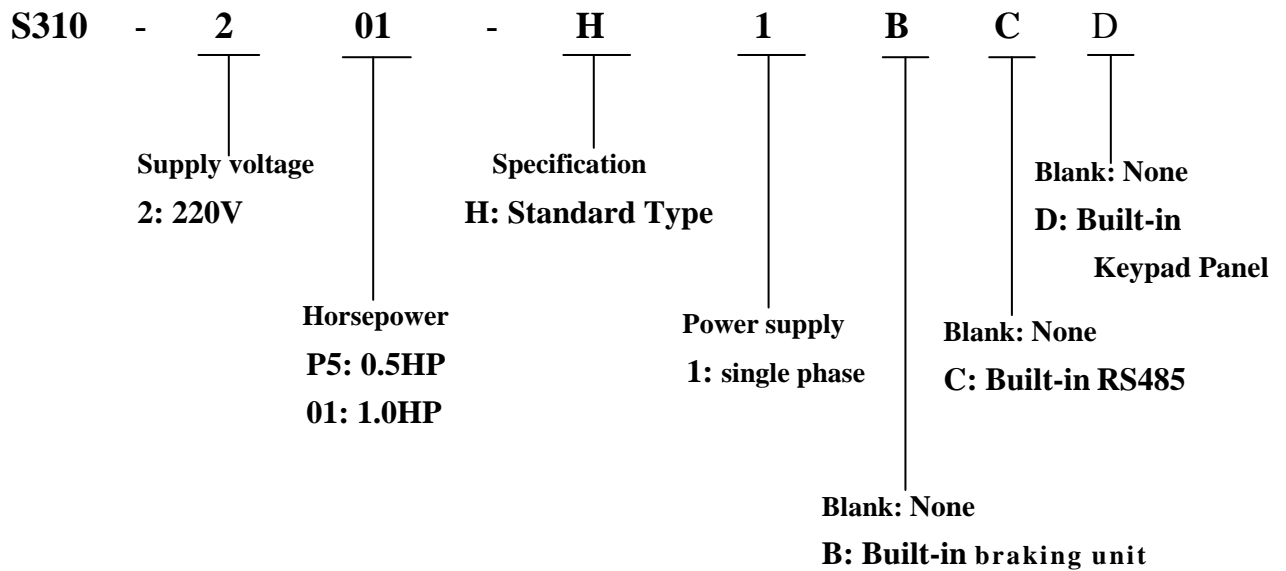 S310 - 2 01 - H 1 B C D
Supply voltage
2: 220V
Specification
H: Standard Type
Blank: None
D: Built-in
Keypad Panel
Horsepower
P5: 0.5HP
01: 1.0HP
Power supply
1: single phase
Blank: None
C: Built-in RS485
Blank: None
B: Built-in braking unit